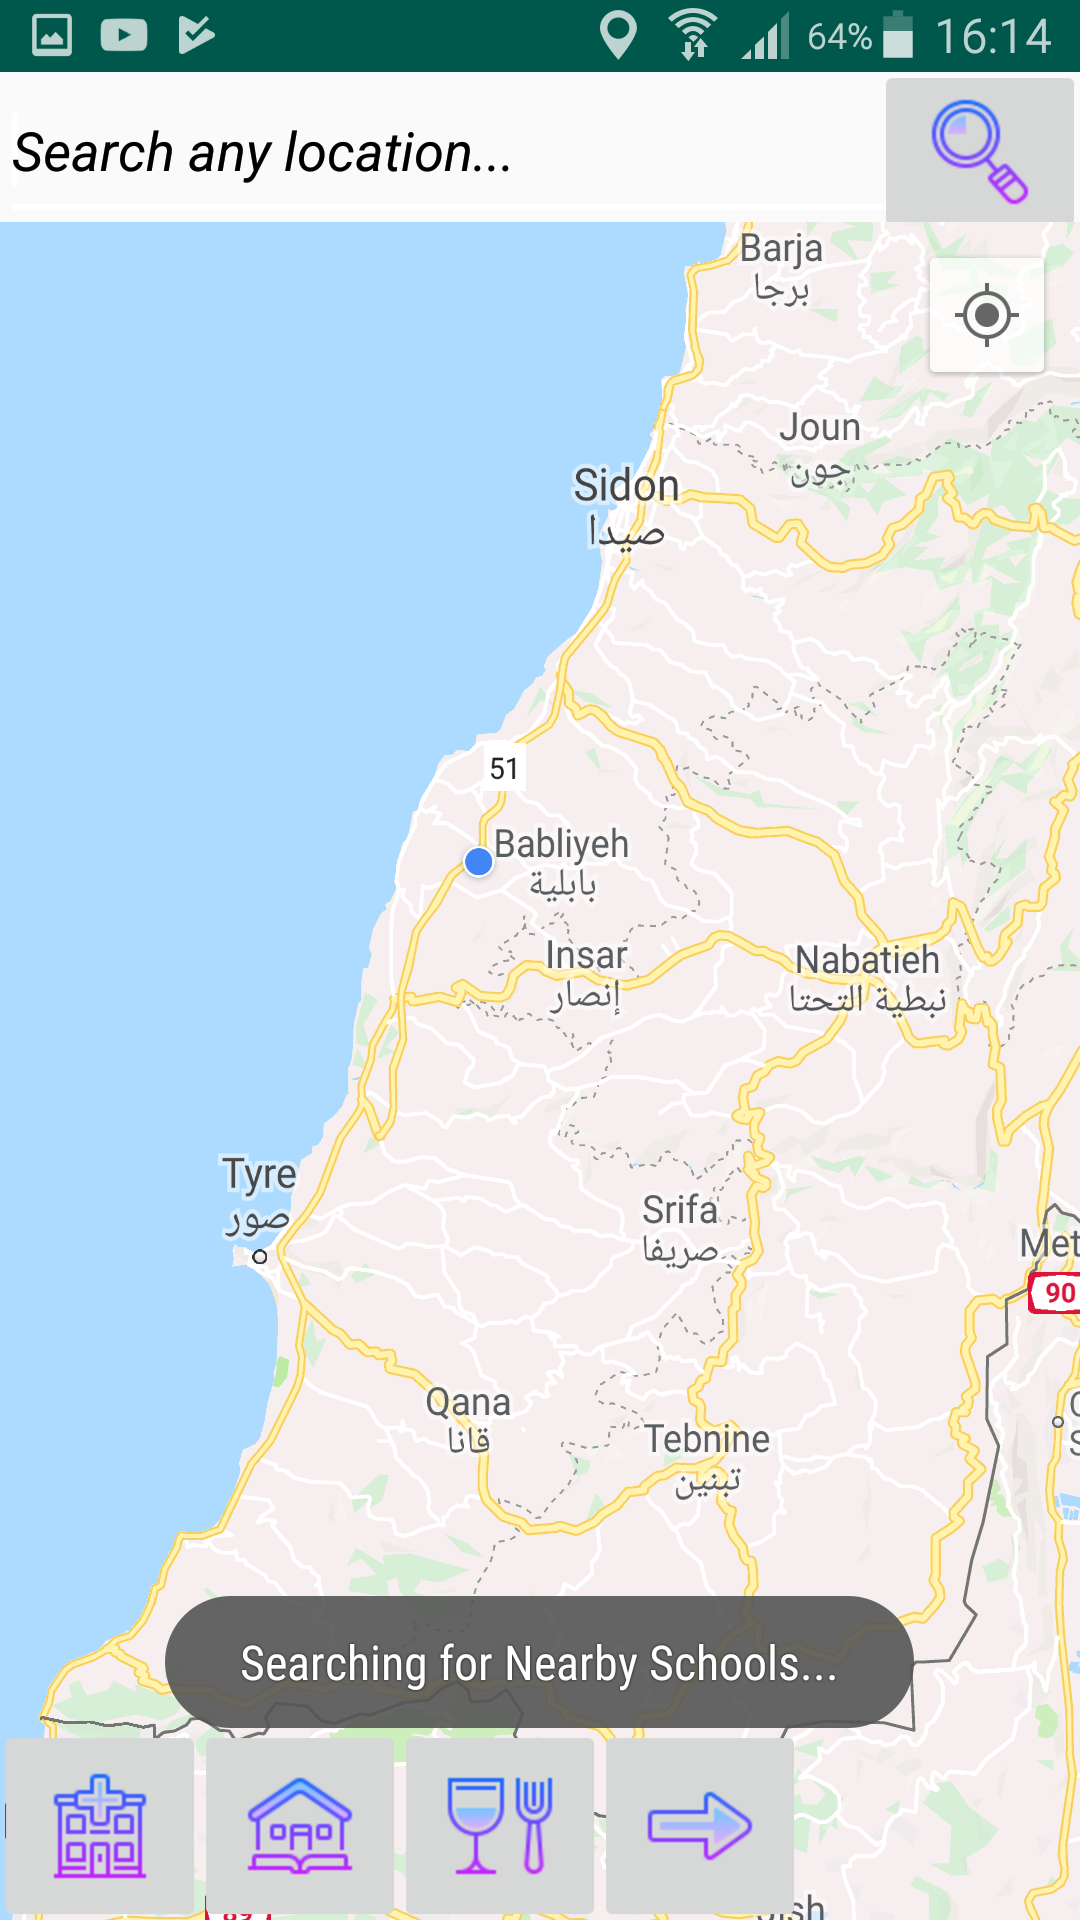 64%
16:14
Search any location...
Barja
برجا
Joun
جون
Sidon
صيدا
51
Babliyeh
بابلية
Insar
إنصار
Nabatieh
نبطية التحتا
Tyre
صور
Srifa
صريفا
Met
90
Qana
قانا
Tebnine
تبنين
Searching for Nearby Schools...